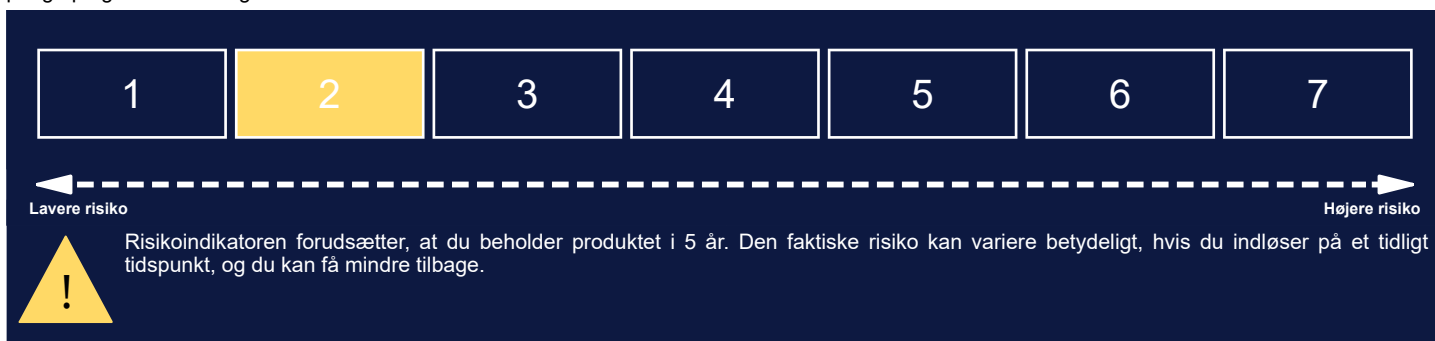 1 2 3 4 5 6 7
Lavere risiko Højere risiko
Risikoindikatoren forudsætter, at du beholder produktet i 5 år. Den faktiske risiko kan variere betydeligt, hvis du indløser på et tidligt
tidspunkt, og du kan få mindre tilbage.
!